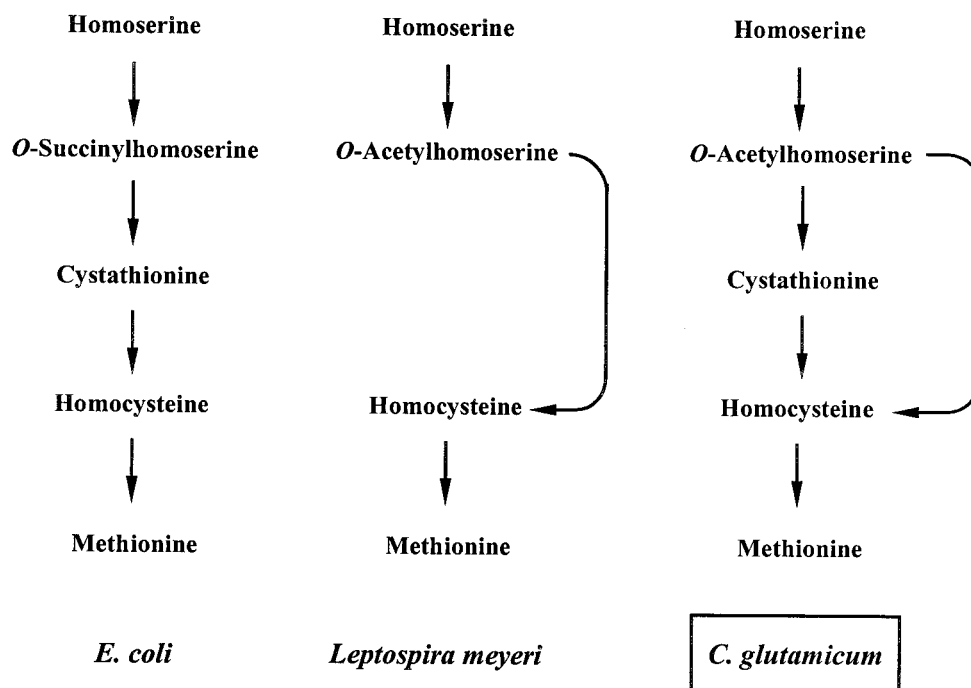 Homoserine
O-Succinylhomoserine
Cystathionine
Homocysteine
Methionine
E. coli
Homoserine
O-Acetylhomoserine
Homocysteine
Methionine
Leptospira meyeri
Homoserine
O-Acetylhomoserine
Cystathionine
Homocysteine
Methionine
C. glutamicum